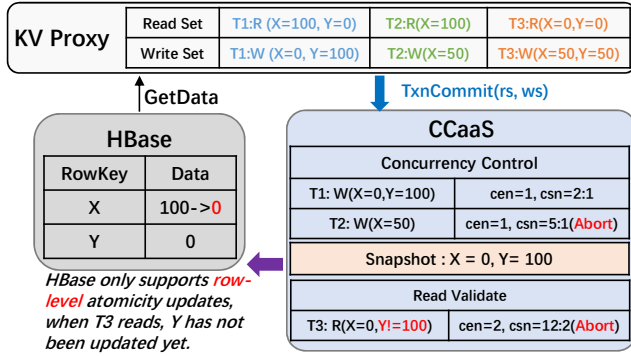 KV Proxy
Read Set T1:R (X=100, Y=0) T2:R(X=100) T3:R(X=0,Y=0)
Write Set T1:W (X=0, Y=100) T2:W(X=50) T3:W(X=50,Y=50)
GetData
TxnCommit(rs, ws)
HBase
RowKey Data
X 100->0
Y 0
HBase only supports row-
level atomicity updates,
when T3 reads, Y has not
been updated yet.
CCaaS
Concurrency Control
T1: W(X=0,Y=100) cen=1, csn=2:1
T2: W(X=50) cen=1, csn=5:1(Abort)
Snapshot : X = 0, Y= 100
Read Validate
T3: R(X=0,Y!=100) cen=2, csn=12:2(Abort)